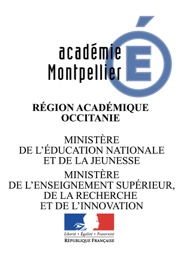 académie
Montpellier
RÉGION ACADÉMIQUE
OCCITANIE
MINISTÈRE
DE L'ÉDUCATION NATIONALE
ET DE LA JEUNESSE
MINISTÈRE
DE L'ENSEIGNEMENT SUPÉRIEUR,
DE LA RECHERCHE
ET DE L'INNOVATION
Liberté • Égalité • Fraternité
RÉPUBLIQUE FRANÇAISE